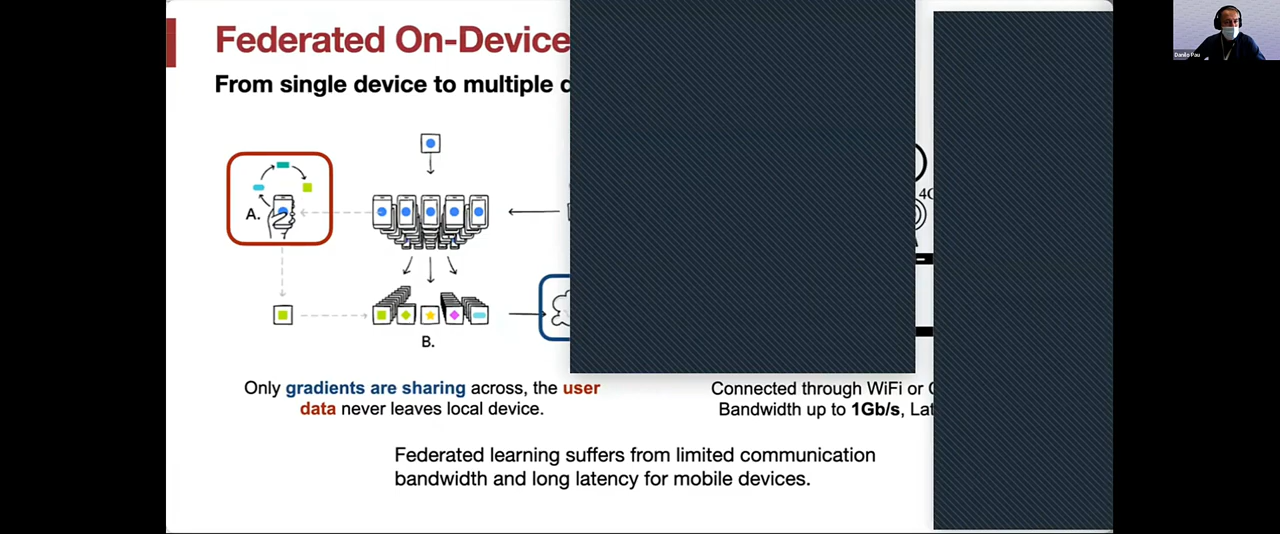 Federated On-Device
From single device to multiple
A.
B.
4G
Only gradients are sharing across, the user
data never leaves local device.
Connected through WiFi or
Bandwidth up to 1Gb/s,
Federated learning suffers from limited communication
bandwidth and long latency for mobile devices.
Danilo Pau